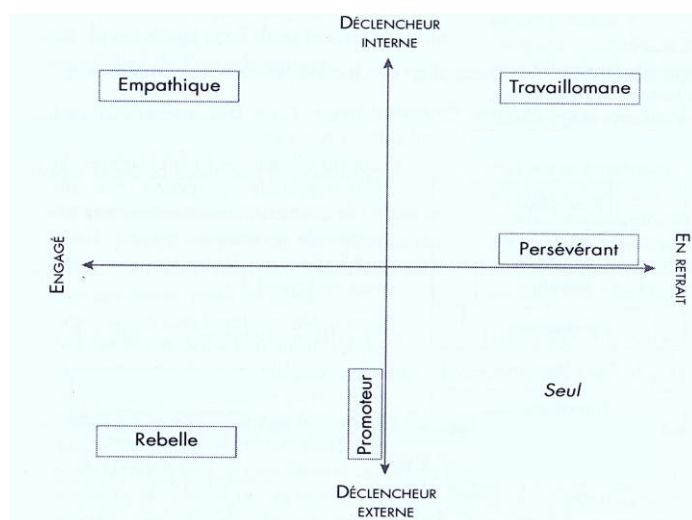 DÉCLENCHEUR
INTERNE
Empathique
Travaillomane
Persévérant
ENGAGÉ
EN RETRAIT
Promoteur
Seul
Rebelle
DÉCLENCHEUR
EXTERNE